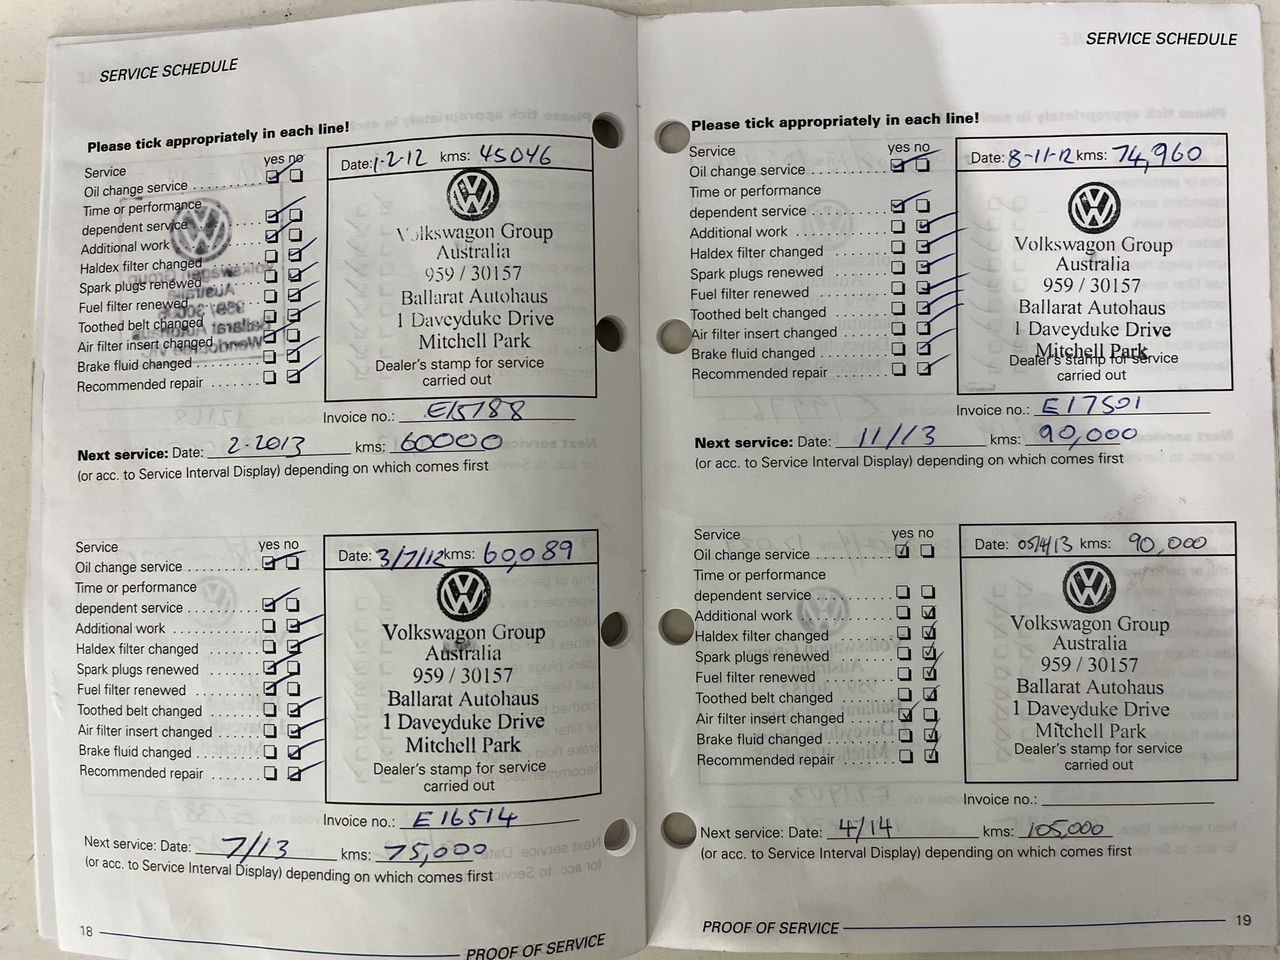 SERVICE SCHEDULE
Please tick appropriately in each line!
Service
yes no
Oil change service
Time or performance
dependent service
Additional work
Haldex filter changed
Spark plugs renewed
Fuel filter renewed
Toothed belt changed
Air filter insert changed
Brake fluid changed
Recommended repair
Date: 1-2-12 kms: 45046
Volkswagen Group
Australia
959 / 30157
Ballarat Autohaus
1 Daveyduke Drive
Mitchell Park
Dealer's stamp for service
carried out
Invoice no.: E15788
Next service: Date: 2-2013 kms: 60000
(or acc. to Service Interval Display) depending on which comes first
Service
yes no
Oil change service
Time or performance
dependent service
Additional work
Haldex filter changed
Spark plugs renewed
Fuel filter renewed
Toothed belt changed
Air filter insert changed
Brake fluid changed
Recommended repair
Date: 3/7/12 kms: 60,089
Volkswagen Group
Australia
959 / 30157
Ballarat Autohaus
1 Daveyduke Drive
Mitchell Park
Dealer's stamp for service
carried out
Invoice no.: E16514
Next service: Date: 7/13 kms: 75,000
(or acc. to Service Interval Display) depending on which comes first
18
PROOF OF SERVICE
SERVICE SCHEDULE
Please tick appropriately in each line!
Service
yes no
Oil change service
Time or performance
dependent service
Additional work
Haldex filter changed
Spark plugs renewed
Fuel filter renewed
Toothed belt changed
Air filter insert changed
Brake fluid changed
Recommended repair
Date: 8-11-12 kms: 74,960
Volkswagen Group
Australia
959 / 30157
Ballarat Autohaus
1 Daveyduke Drive
Mitchell Park
Dealer's stamp for service
carried out
Invoice no.: E17501
Next service: Date: 11/13 kms: 90,000
(or acc. to Service Interval Display) depending on which comes first
Service
yes no
Oil change service
Time or performance
dependent service
Additional work
Haldex filter changed
Spark plugs renewed
Fuel filter renewed
Toothed belt changed
Air filter insert changed
Brake fluid changed
Recommended repair
Date: 05/4/13 kms: 90,000
Volkswagen Group
Australia
959 / 30157
Ballarat Autohaus
1 Daveyduke Drive
Mitchell Park
Dealer's stamp for service
carried out
Invoice no.:
Next service: Date: 4/14 kms: 105,000
(or acc. to Service Interval Display) depending on which comes first
PROOF OF SERVICE
19